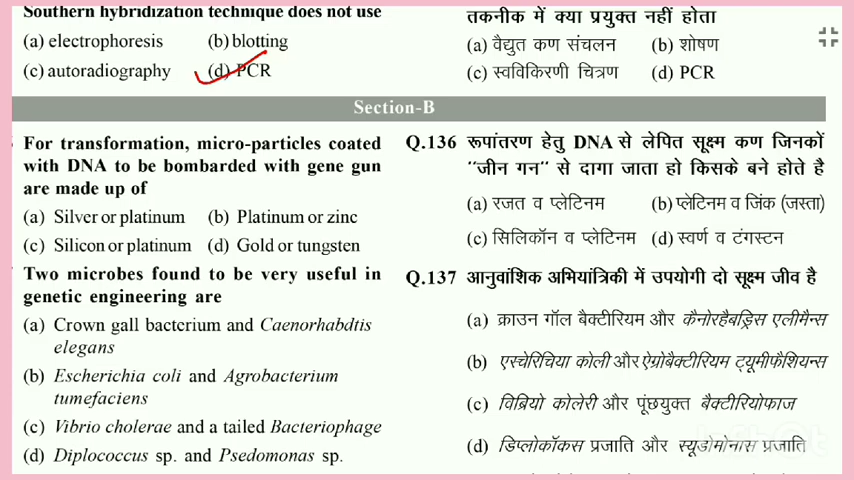 Southern hybridization technique does not use
(a) electrophoresis (b) blotting
(c) autoradiography (d) PCR
तकनीक में क्या प्रयुक्त नहीं होता
(a) वैद्युत कण संचलन (b) शोषण
(c) स्वविकिरणी चित्रण (d) PCR
Section-B
For transformation, micro-particles coated
with DNA to be bombarded with gene gun
are made up of
(a) Silver or platinum (b) Platinum or zinc
(c) Silicon or platinum (d) Gold or tungsten
Two microbes found to be very useful in
genetic engineering are
(a) Crown gall bacterium and Caenorhabdtis
elegans
(b) Escherichia coli and Agrobacterium
tumefaciens
(c) Vibrio cholerae and a tailed Bacteriophage
(d) Diplococcus sp. and Psedomonas sp.
Q.136 रूपांतरण हेतु DNA से लेपित सूक्ष्म कण जिनकों
"जीन गन" से दागा जाता हो किसके बने होते है
(a) रजत व प्लेटिनम (b) प्लेटिनम व जिंक (जस्ता)
(c) सिलिकॉन व प्लेटिनम (d) स्वर्ण व टंगस्टन
Q.137 आनुवांशिक अभियांत्रिकी में उपयोगी दो सूक्ष्म जीव है
(a) क्राउन गॉल बैक्टीरियम और कैनोरहैबड्रिस एलीमैन्स
(b) एस्चेरिचिया कोली और ऐग्रोबैक्टीरियम ट्यूमीफैशियन्स
(c) विब्रियो कोलेरी और पूंछयुक्त बैक्टीरियोफाज
(d) डिप्लोकॉकस प्रजाति और स्यूडोमोनास प्रजाति